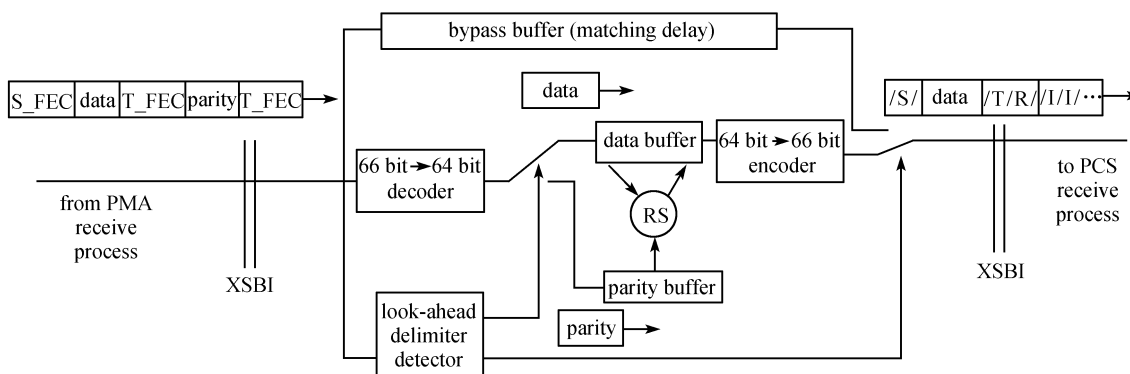 bypass buffer (matching delay)
S_FEC data T_FEC parity T_FEC
data
/S/ data /T/R/ /I/I/ ···
66 bit→64 bit
decoder
data buffer
64 bit→66 bit
encoder
RS
from PMA
receive
process
to PCS
receive
process
XSBI
XSBI
parity buffer
look-ahead
delimiter
detector
parity